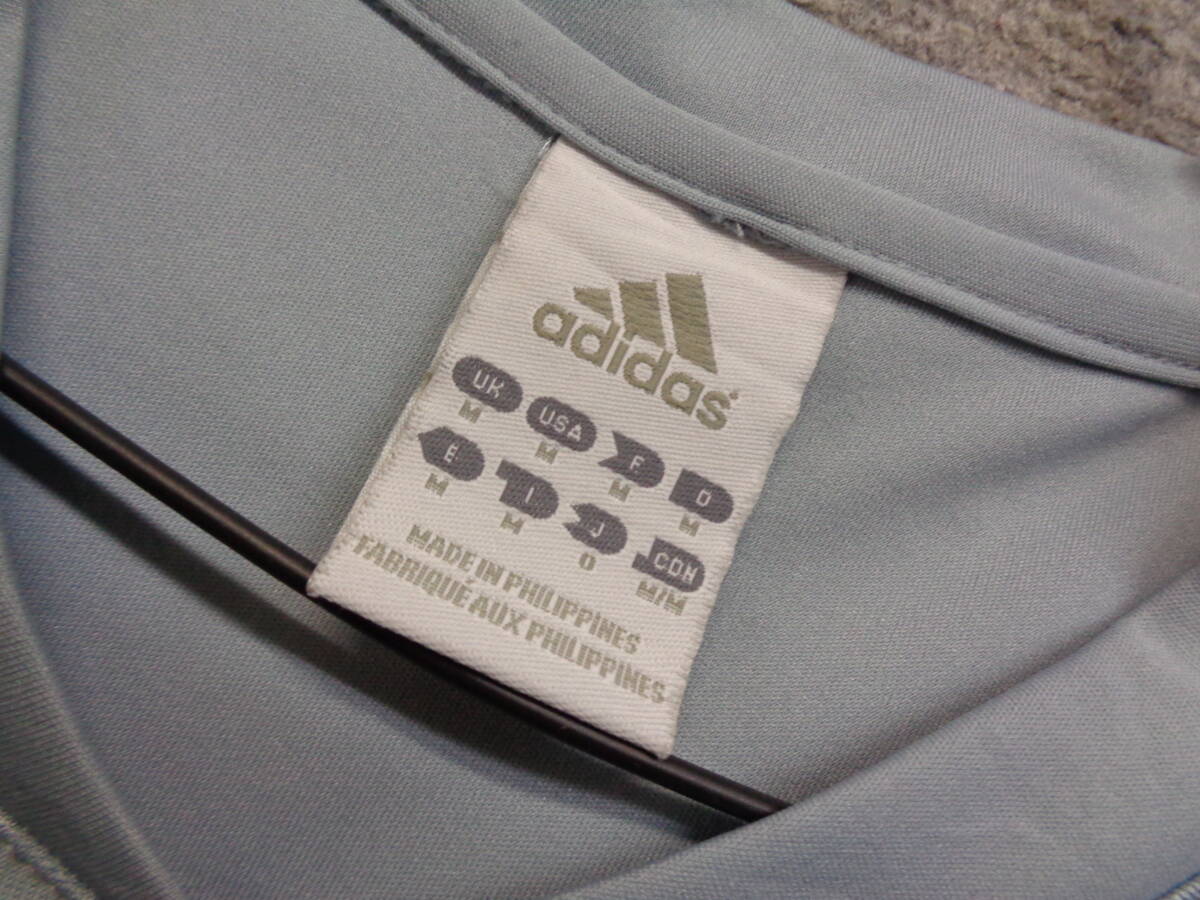 adidas
UK USA F D
M M M M
E I J CDN
M M O M/M
MADE IN PHILIPPINES
FABRIQUÉ AUX PHILIPPINES